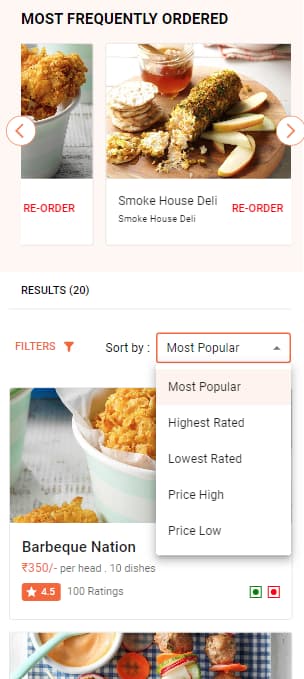 MOST FREQUENTLY ORDERED
RE-ORDER
Smoke House Deli
RE-ORDER
Smoke House Deli
RESULTS (20)
FILTERS
Sort by :
Most Popular
Most Popular
Highest Rated
Lowest Rated
Price High
Price Low
Barbeque Nation
₹350/- per head . 10 dishes
4.5
100 Ratings